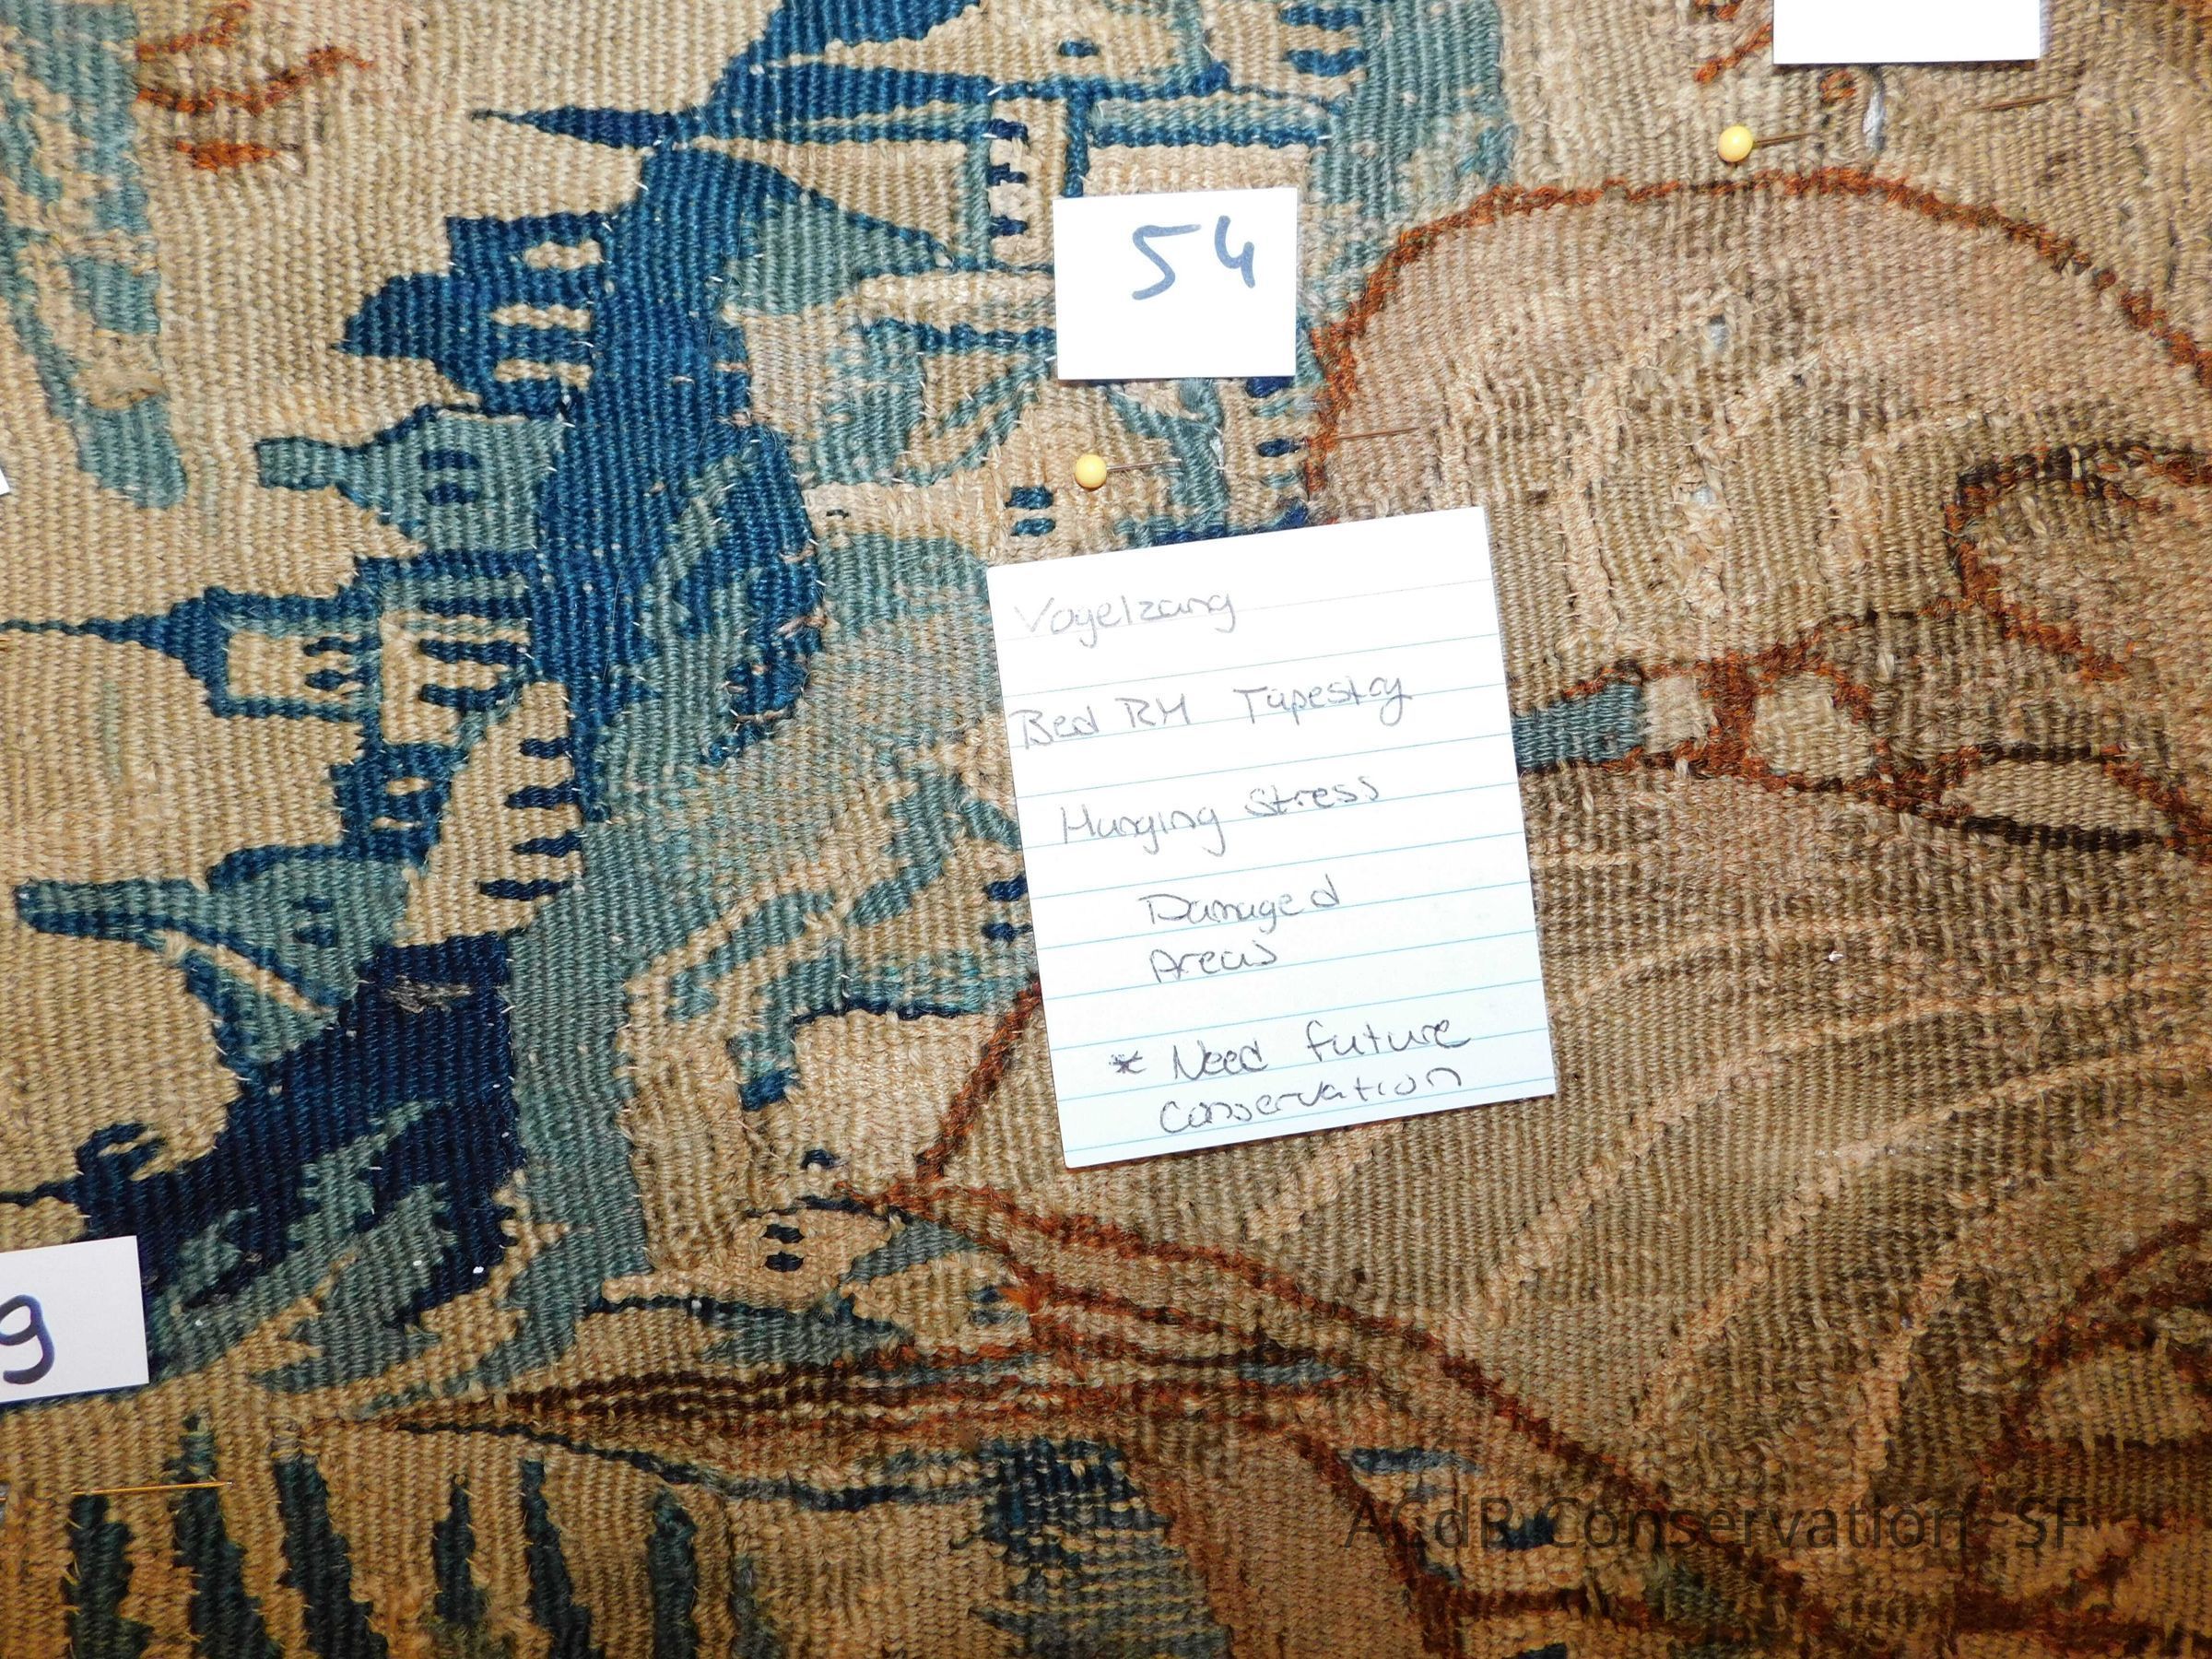 54
Vogelzang
Bed RM Tapestry
Hanging Stress
Damaged
Areas
* Need future
conservation
9
ACdB Conservation-SF